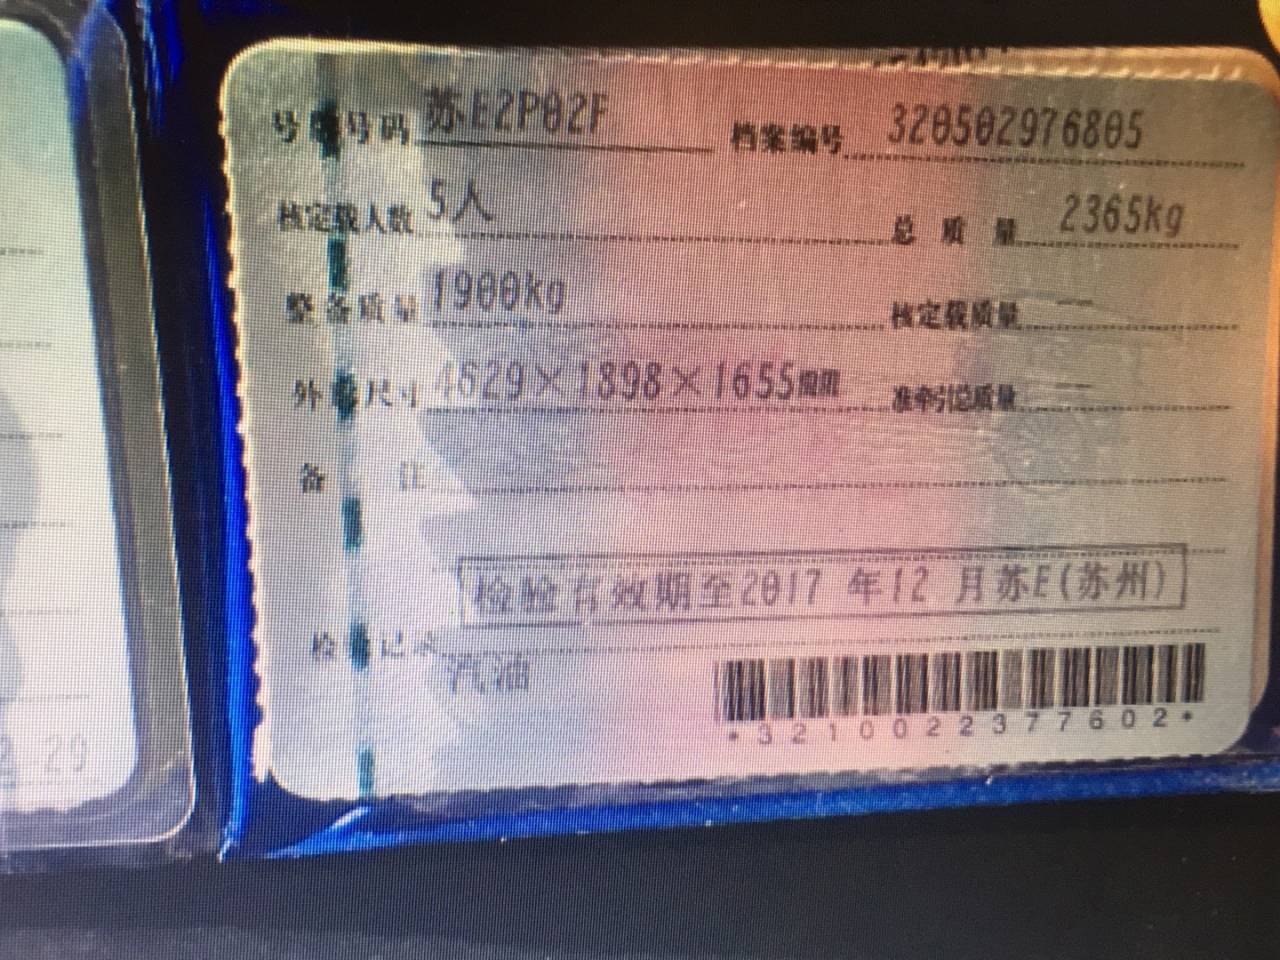 号牌号码 苏E2P02F 档案编号 320502976805
核定载人数 5人 总质量 2365kg
整备质量 1900kg 核定载质量 —
外廓尺寸 4629×1898×1655mm 准牵引总质量 —
备注
检验有效期至2017年12月苏E(苏州)
检验记录
汽油
*3210022377602*